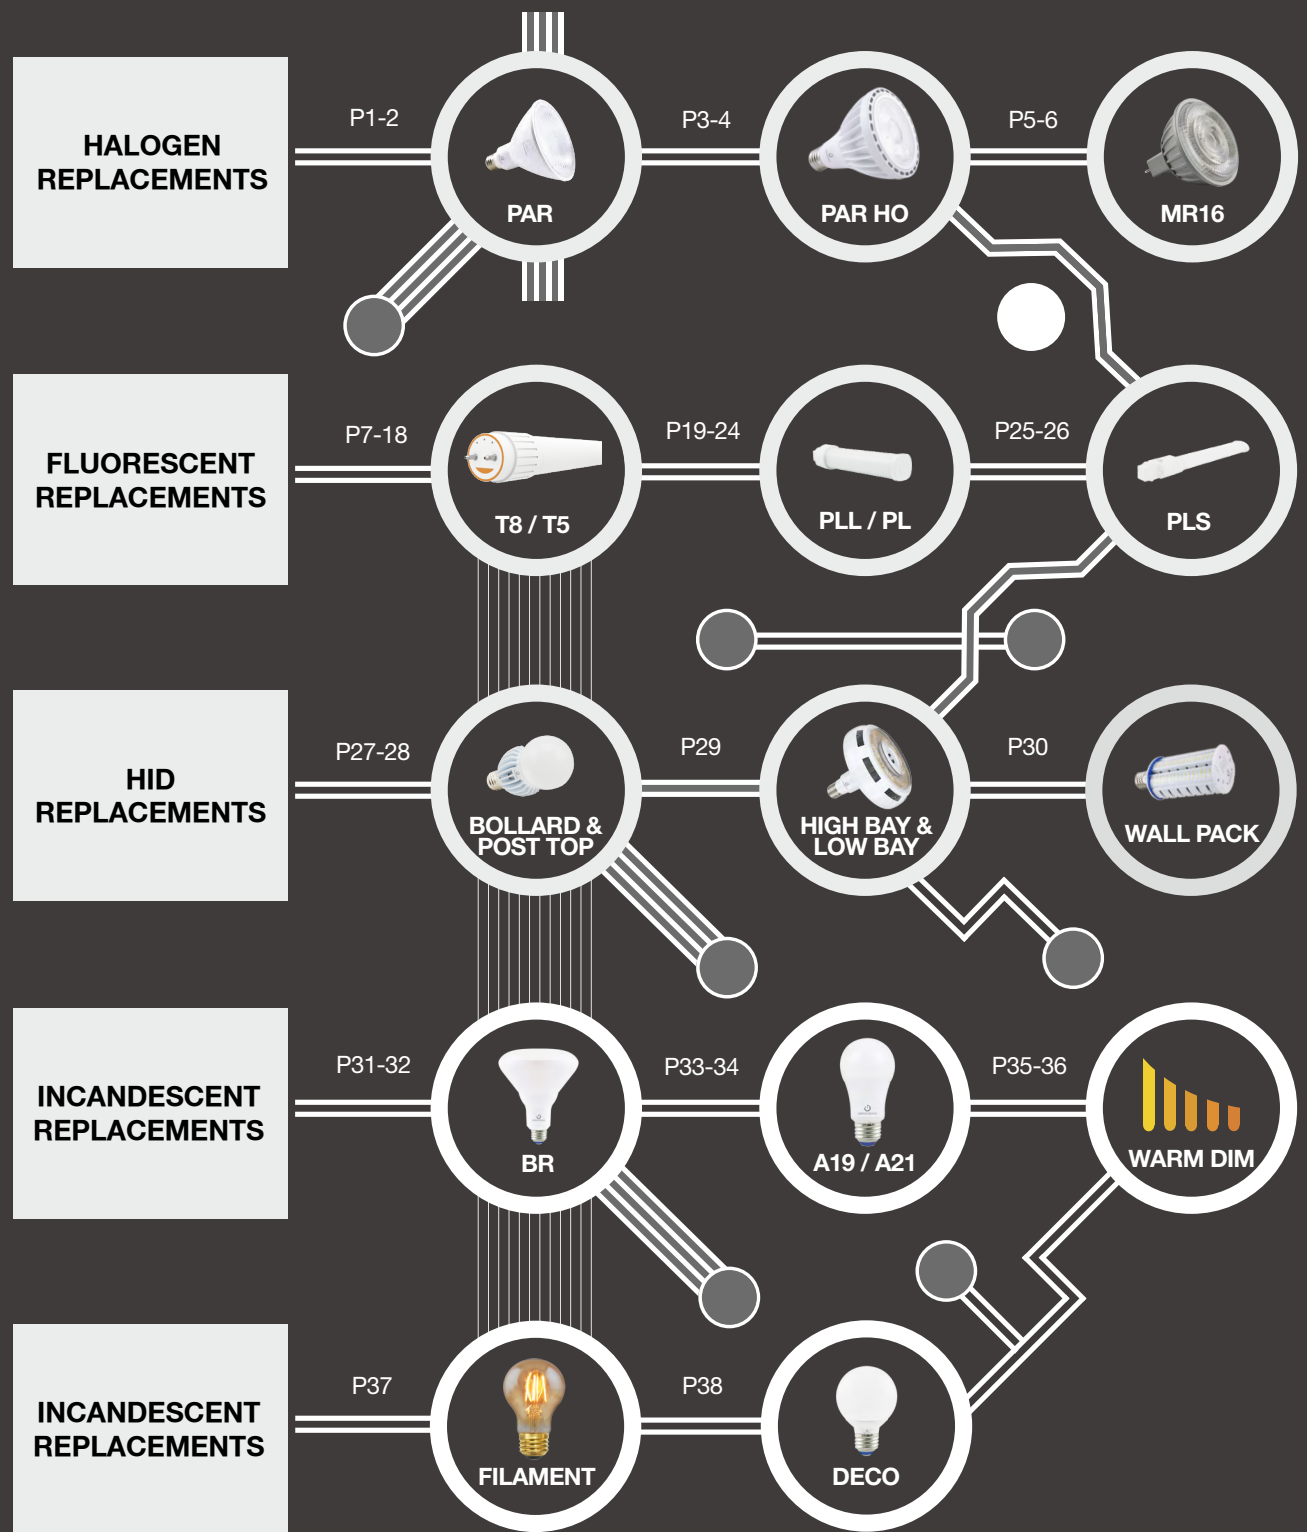 HALOGEN
REPLACEMENTS
P1-2
PAR
P3-4
PAR HO
P5-6
MR16
FLUORESCENT
REPLACEMENTS
P7-18
T8 / T5
P19-24
PLL / PL
P25-26
PLS
HID
REPLACEMENTS
P27-28
BOLLARD &
POST TOP
P29
HIGH BAY &
LOW BAY
P30
WALL PACK
INCANDESCENT
REPLACEMENTS
P31-32
BR
P33-34
A19 / A21
P35-36
WARM DIM
INCANDESCENT
REPLACEMENTS
P37
FILAMENT
P38
DECO